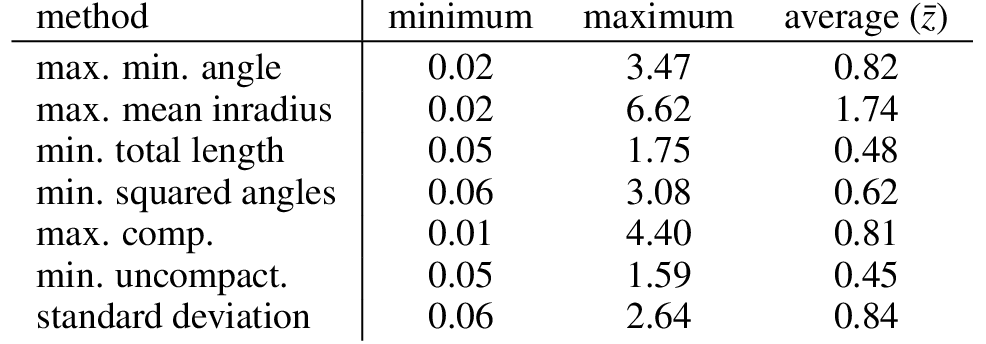 method minimum maximum average (z̄)
max. min. angle 0.02 3.47 0.82
max. mean inradius 0.02 6.62 1.74
min. total length 0.05 1.75 0.48
min. squared angles 0.06 3.08 0.62
max. comp. 0.01 4.40 0.81
min. uncompact. 0.05 1.59 0.45
standard deviation 0.06 2.64 0.84